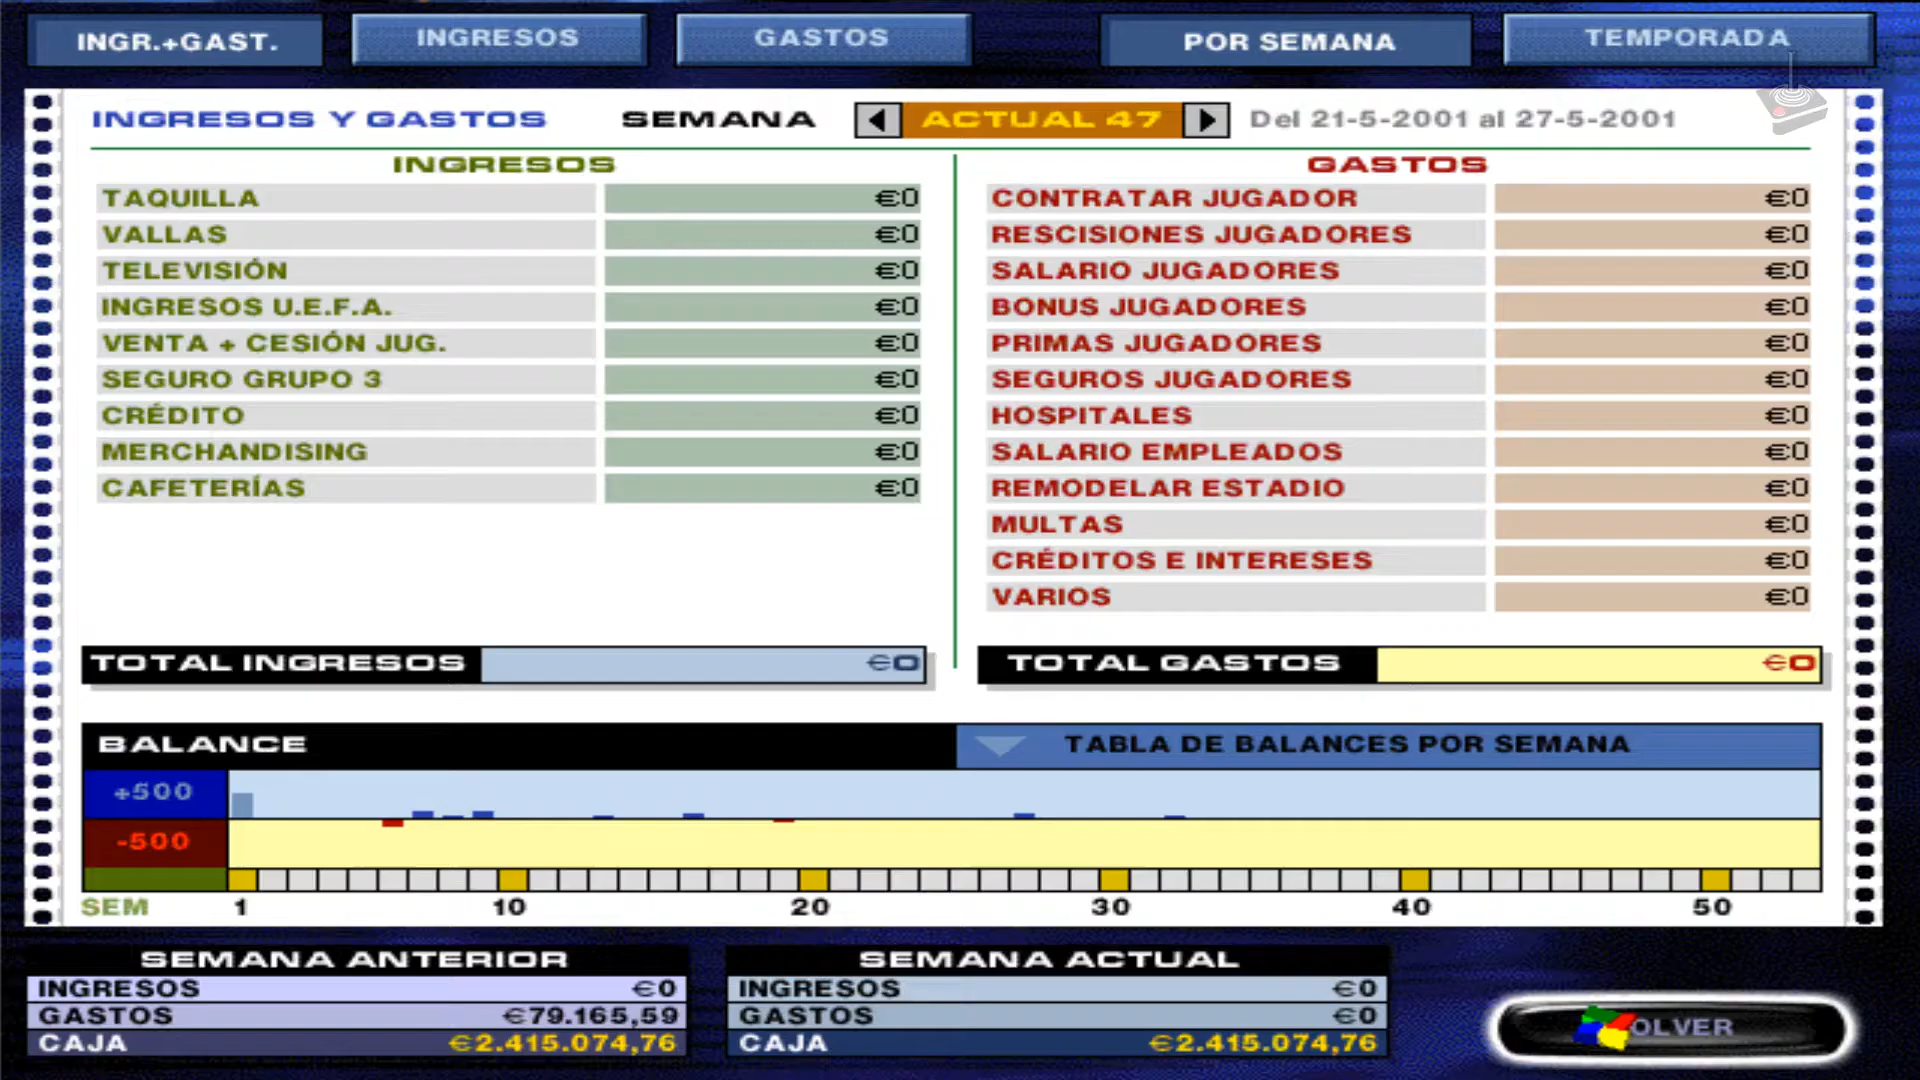 INGR.+GAST. INGRESOS GASTOS POR SEMANA TEMPORADA
INGRESOS Y GASTOS SEMANA ACTUAL 47 Del 21-5-2001 al 27-5-2001
INGRESOS
TAQUILLA €0
VALLAS €0
TELEVISIÓN €0
INGRESOS U.E.F.A. €0
VENTA + CESIÓN JUG. €0
SEGURO GRUPO 3 €0
CRÉDITO €0
MERCHANDISING €0
CAFETERÍAS €0
TOTAL INGRESOS €0
GASTOS
CONTRATAR JUGADOR €0
RESCISIONES JUGADORES €0
SALARIO JUGADORES €0
BONUS JUGADORES €0
PRIMAS JUGADORES €0
SEGUROS JUGADORES €0
HOSPITALES €0
SALARIO EMPLEADOS €0
REMODELAR ESTADIO €0
MULTAS €0
CRÉDITOS E INTERESES €0
VARIOS €0
TOTAL GASTOS €0
BALANCE TABLA DE BALANCES POR SEMANA
+500
-500
SEM 1 10 20 30 40 50
SEMANA ANTERIOR
INGRESOS €0
GASTOS €79.165,59
CAJA €2.415.074,76
SEMANA ACTUAL
INGRESOS €0
GASTOS €0
CAJA €2.415.074,76
OLVER